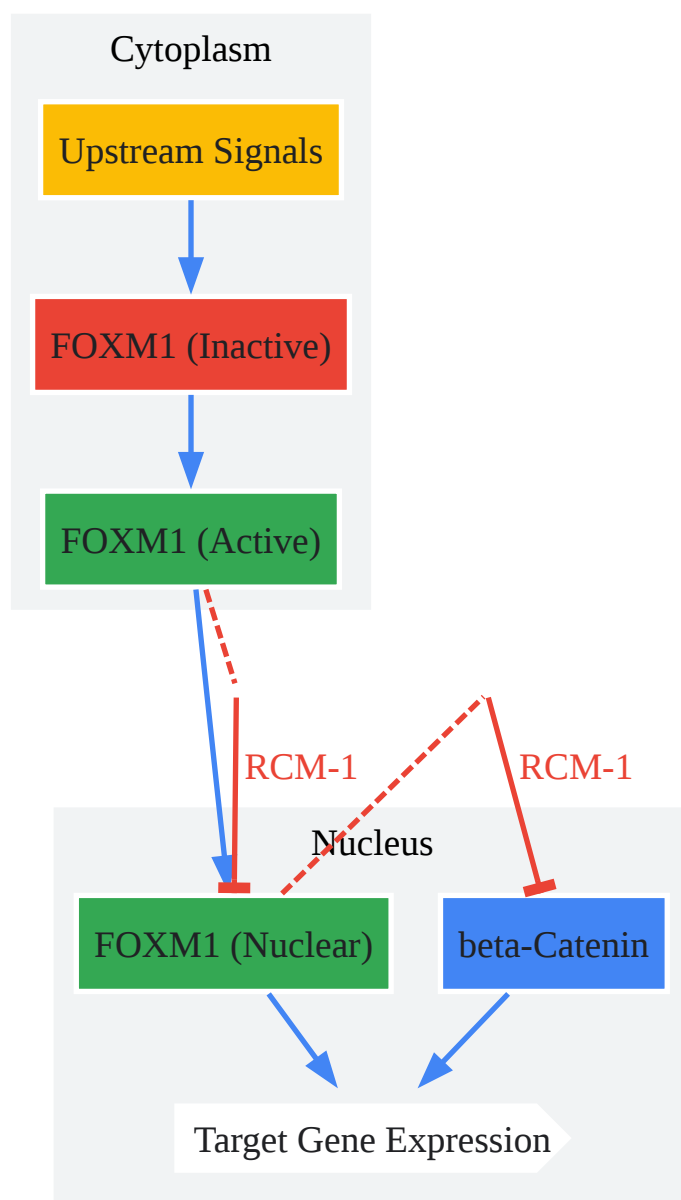 Cytoplasm
Upstream Signals
FOXM1 (Inactive)
FOXM1 (Active)
RCM-1
RCM-1
Nucleus
FOXM1 (Nuclear)
beta-Catenin
Target Gene Expression